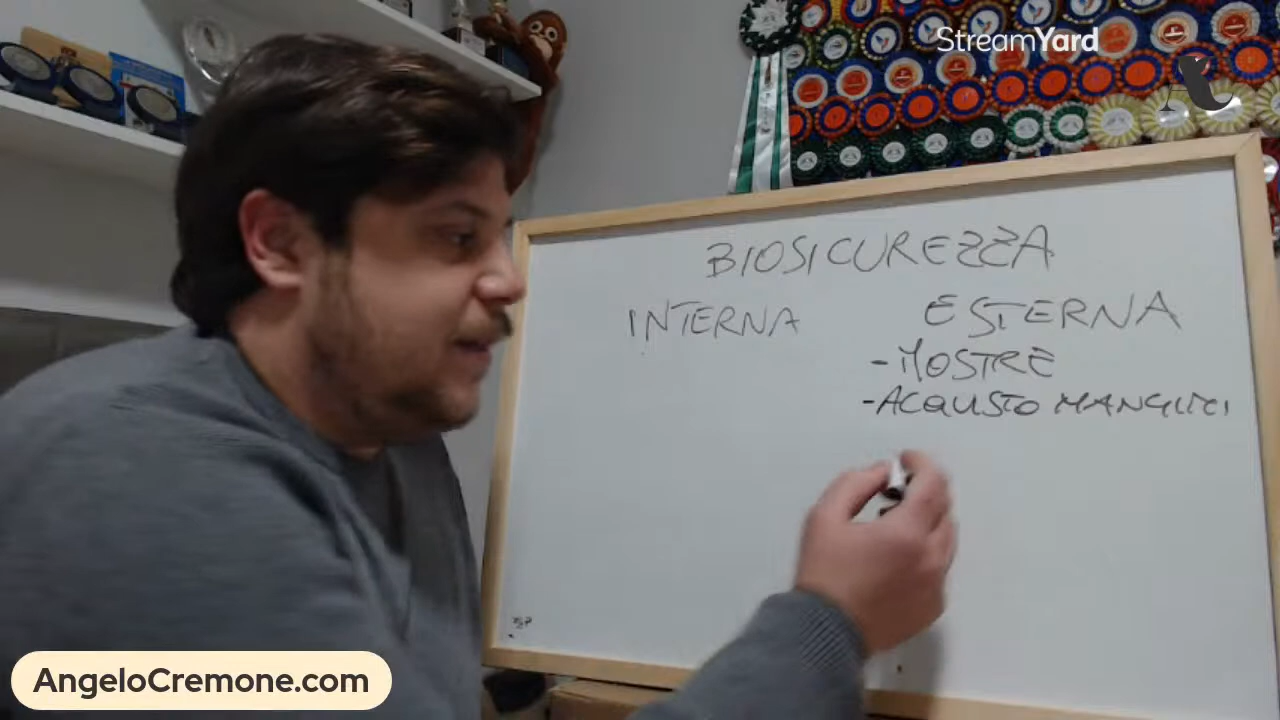 StreamYard
BIOSICUREZZA
INTERNA
ESTERNA
-MOSTRE
-ACQUISTO MANGIMI
AngeloCremone.com